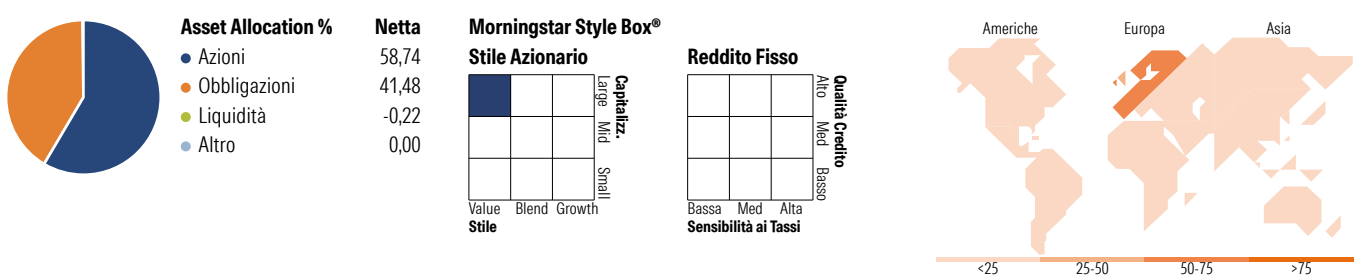 Asset Allocation % Netta
Azioni 58,74
Obbligazioni 41,48
Liquidità -0,22
Altro 0,00
Morningstar Style Box®
Stile Azionario
Large Mid Small
Capitalizz.
Value Blend Growth
Stile
Reddito Fisso
Alto Med Basso
Qualità Credito
Bassa Med Alta
Sensibilità ai Tassi
Americhe Europa Asia
<25 25-50 50-75 >75